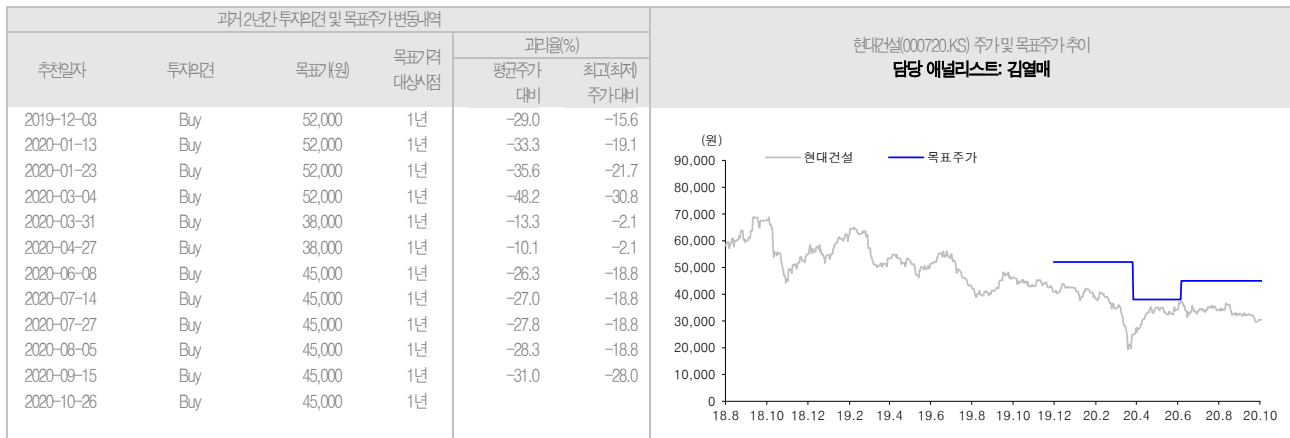 과거 2년간 투자의견 및 목표주가 변동내역
추천일자 투자의견 목표가(원) 목표가격 대상시점 괴리율(%)
평균주가 대비 최고(최저) 주가 대비
2019-12-03 Buy 52,000 1년 -29.0 -15.6
2020-01-13 Buy 52,000 1년 -33.3 -19.1
2020-01-23 Buy 52,000 1년 -35.6 -21.7
2020-03-04 Buy 52,000 1년 -48.2 -30.8
2020-03-31 Buy 38,000 1년 -13.3 -2.1
2020-04-27 Buy 38,000 1년 -10.1 -2.1
2020-06-08 Buy 45,000 1년 -26.3 -18.8
2020-07-14 Buy 45,000 1년 -27.0 -18.8
2020-07-27 Buy 45,000 1년 -27.8 -18.8
2020-08-05 Buy 45,000 1년 -28.3 -18.8
2020-09-15 Buy 45,000 1년 -31.0 -28.0
2020-10-26 Buy 45,000 1년
현대건설(000720.KS) 주가 및 목표주가 추이
담당 애널리스트: 김열매
(원)
현대건설 목표주가
90,000
80,000
70,000
60,000
50,000
40,000
30,000
20,000
10,000
0
18.8 18.10 18.12 19.2 19.4 19.6 19.8 19.10 19.12 20.2 20.4 20.6 20.8 20.10